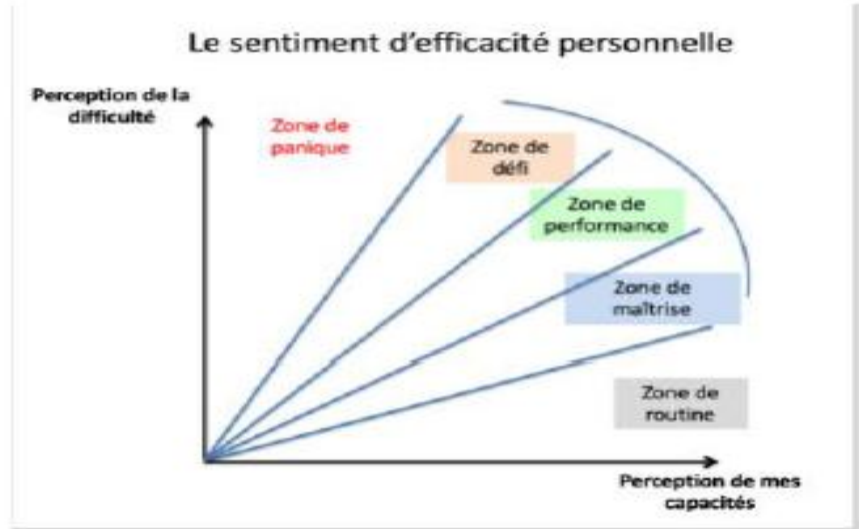 Le sentiment d'efficacité personnelle
Perception de la
difficulté
Zone de
panique
Zone de
défi
Zone de
performance
Zone de
maîtrise
Zone de
routine
Perception de mes
capacités